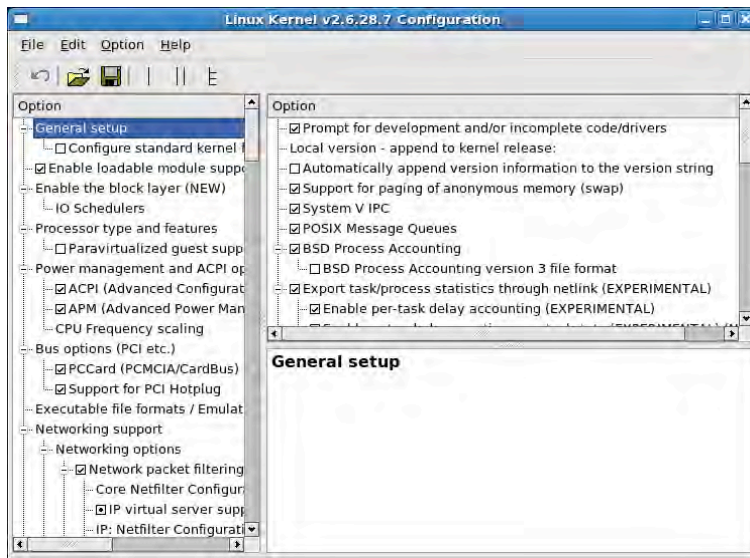 Linux Kernel v2.6.28.7 Configuration
File Edit Option Help
Option
General setup
Configure standard kernel
Enable loadable module suppo
Enable the block layer (NEW)
IO Schedulers
Processor type and features
Paravirtualized guest supp
Power management and ACPI op
ACPI (Advanced Configurat
APM (Advanced Power Man
CPU Frequency scaling
Bus options (PCI etc.)
PCCard (PCMCIA/CardBus)
Support for PCI Hotplug
Executable file formats / Emulat
Networking support
Networking options
Network packet filtering
Core Netfilter Configur
IP virtual server supp
IP: Netfilter Configurati
Option
Prompt for development and/or incomplete code/drivers
Local version - append to kernel release:
Automatically append version information to the version string
Support for paging of anonymous memory (swap)
System V IPC
POSIX Message Queues
BSD Process Accounting
BSD Process Accounting version 3 file format
Export task/process statistics through netlink (EXPERIMENTAL)
Enable per-task delay accounting (EXPERIMENTAL)
General setup